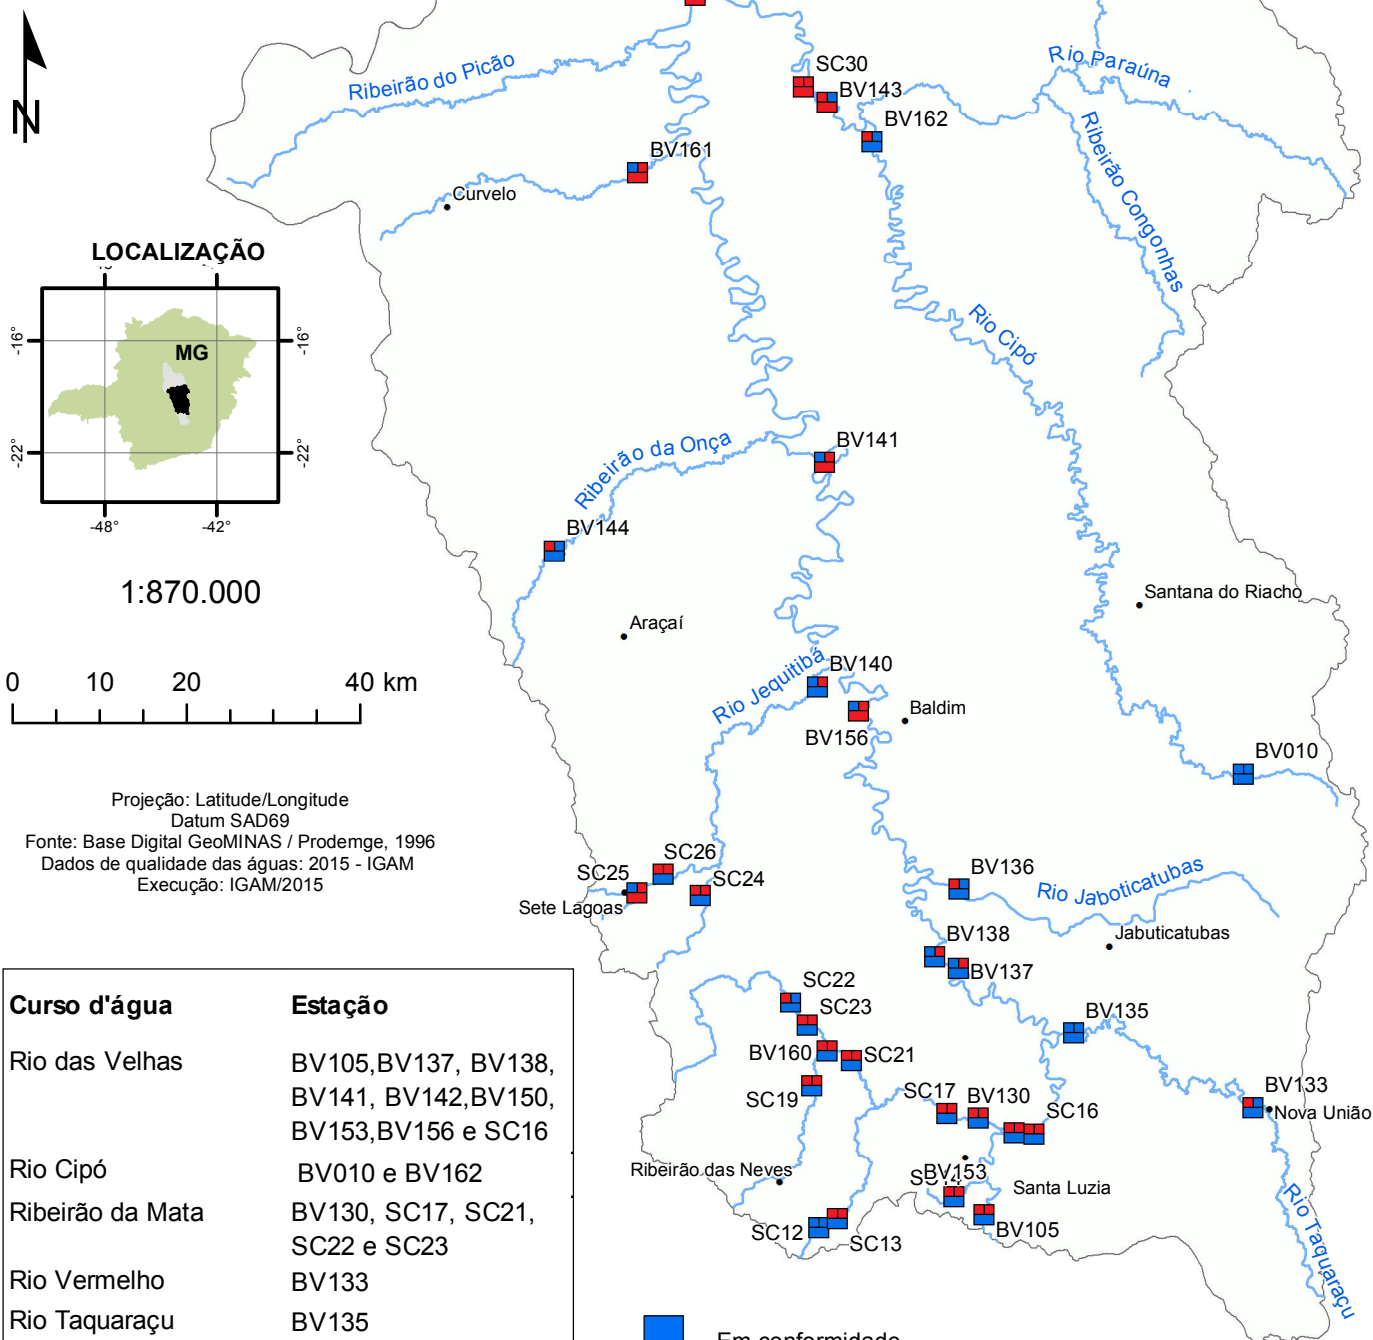 N
Ribeirão do Picão
SC30
BV143
BV162
Rio Paraúna
Ribeirão Congonhas
BV161
Curvelo
LOCALIZAÇÃO
MG
-16°
-16°
-22°
-22°
-48°
-42°
1:870.000
0 10 20 40 km
Projeção: Latitude/Longitude
Datum SAD69
Fonte: Base Digital GeoMINAS / Prodemge, 1996
Dados de qualidade das águas: 2015 - IGAM
Execução: IGAM/2015
Rio Cipó
BV141
Ribeirão da Onça
BV144
Santana do Riacho
Araçaí
Rio Jequitibá
BV140
Baldim
BV156
BV010
SC26
SC25
SC24
Sete Lagoas
BV136
Rio Jaboticatubas
Jabuticatubas
BV138
BV137
SC22
SC23
BV135
BV160
SC21
SC19
SC17
BV130
SC16
BV133
Nova União
Ribeirão das Neves
BV153
Santa Luzia
BV105
SC12
SC13
Rio Taquaraçu
Curso d'água Estação
Rio das Velhas BV105,BV137, BV138,
BV141, BV142,BV150,
BV153,BV156 e SC16
Rio Cipó BV010 e BV162
Ribeirão da Mata BV130, SC17, SC21,
SC22 e SC23
Rio Vermelho BV133
Rio Taquaraçu BV135
Em conformidade